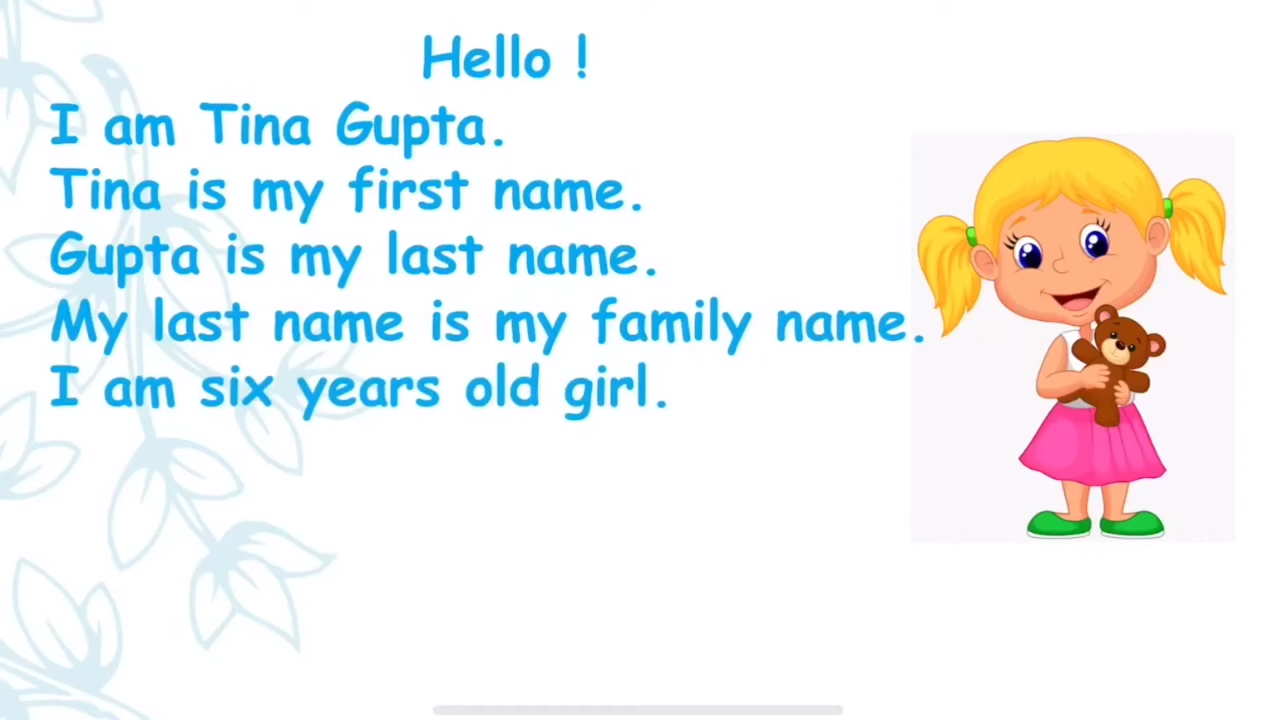 Hello !
I am Tina Gupta.
Tina is my first name.
Gupta is my last name.
My last name is my family name.
I am six years old girl.